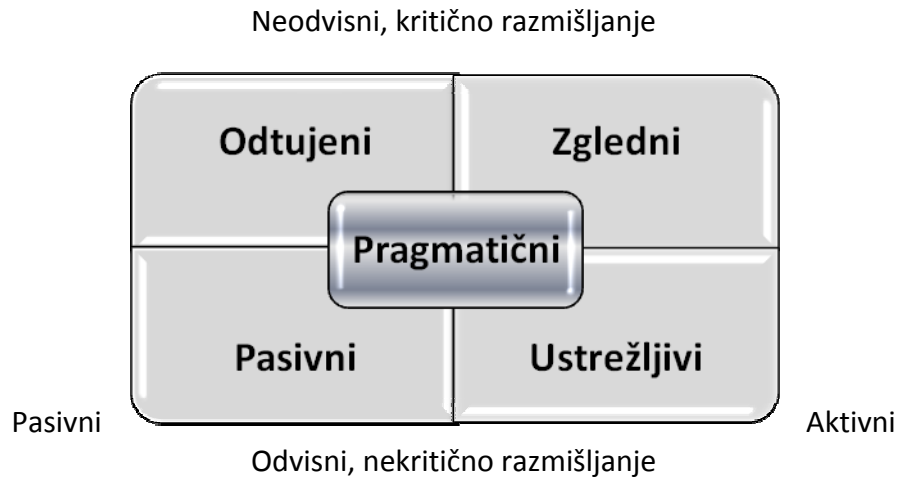 Neodvisni, kritično razmišljanje
Odtujeni
Zgledni
Pragmatični
Pasivni
Ustrežljivi
Pasivni
Aktivni
Odvisni, nekritično razmišljanje